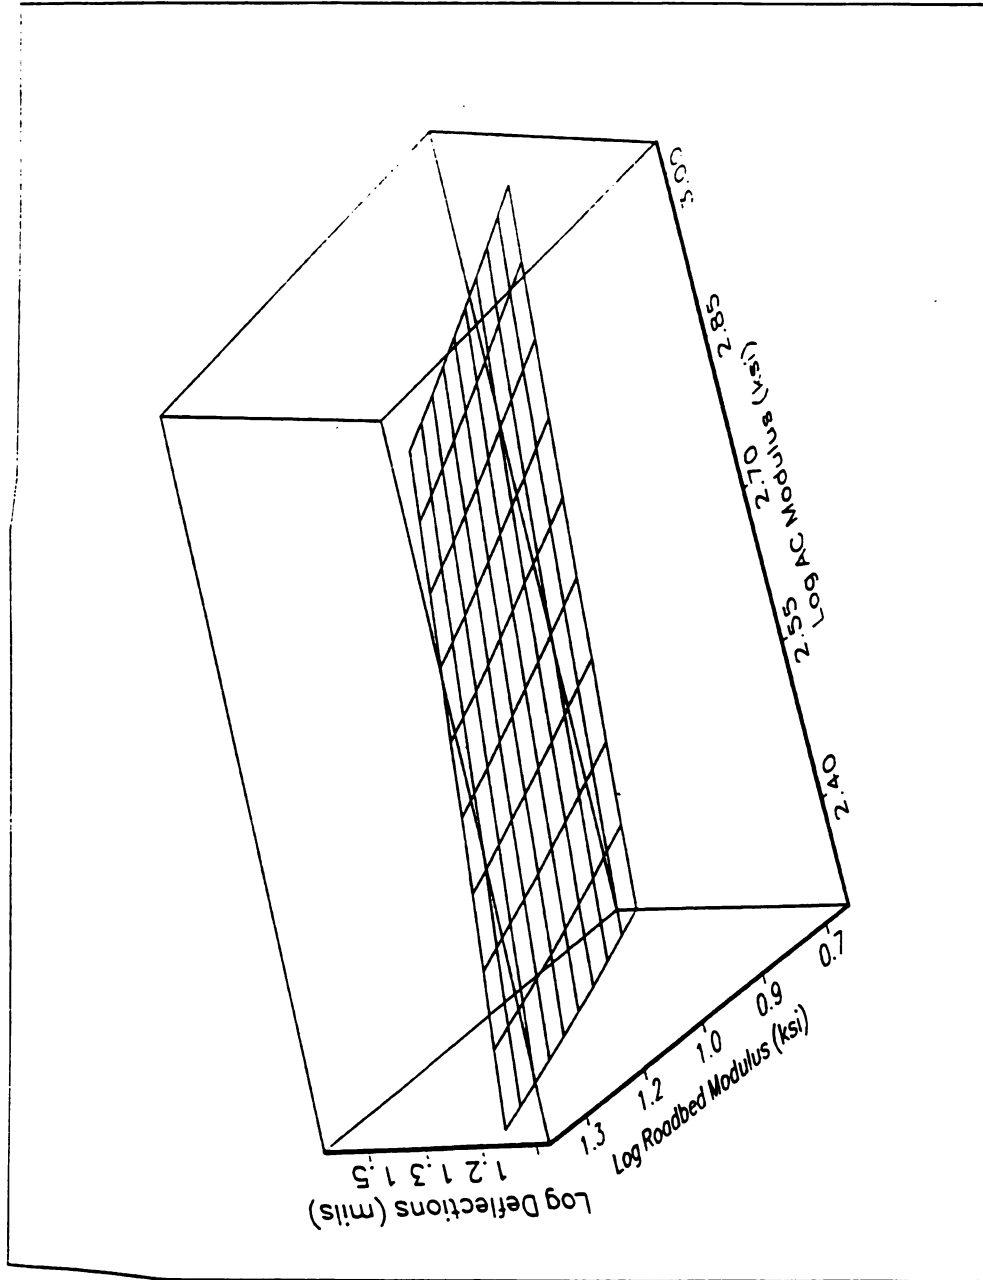 Log Deflections (mils)
1.2 1.3 1.5
Log Roadbed Modulus (ksi)
1.3 1.2 1.0 0.9 0.7
Log AC Modulus (ksi)
2.40 2.55 2.70 2.85 3.00